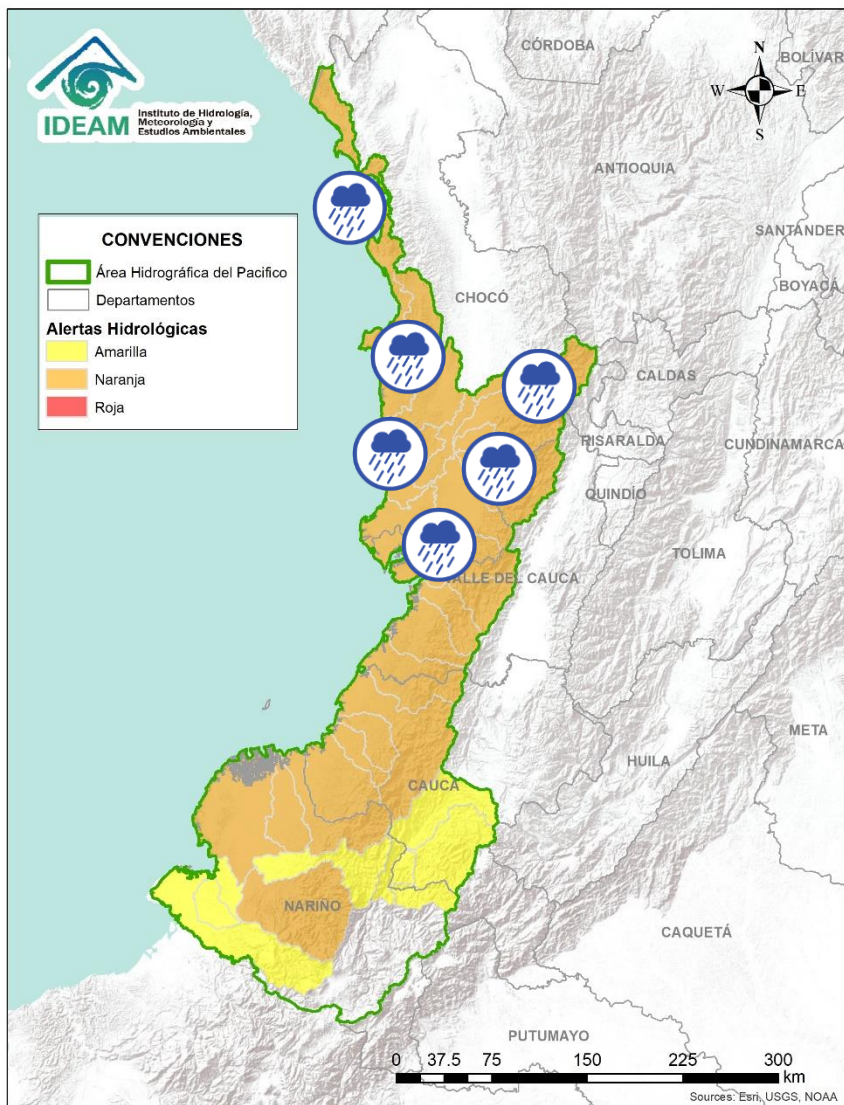 IDEAM
Instituto de Hidrología,
Meteorología y
Estudios Ambientales
CÓRDOBA
BOLÍVAR
N
W
E
S
ANTIOQUIA
SANTANDER
BOYACÁ
CONVENCIONES
Área Hidrográfica del Pacifico
Departamentos
Alertas Hidrológicas
Amarilla
Naranja
Roja
CHOCÓ
CALDAS
RISARALDA
CUNDINAMARCA
QUINDÍO
TOLIMA
VALLE DEL CAUCA
META
HUILA
CAUCA
NARIÑO
CAQUETÁ
PUTUMAYO
0 37.5 75 150 225 300
km
Sources: Esri, USGS, NOAA